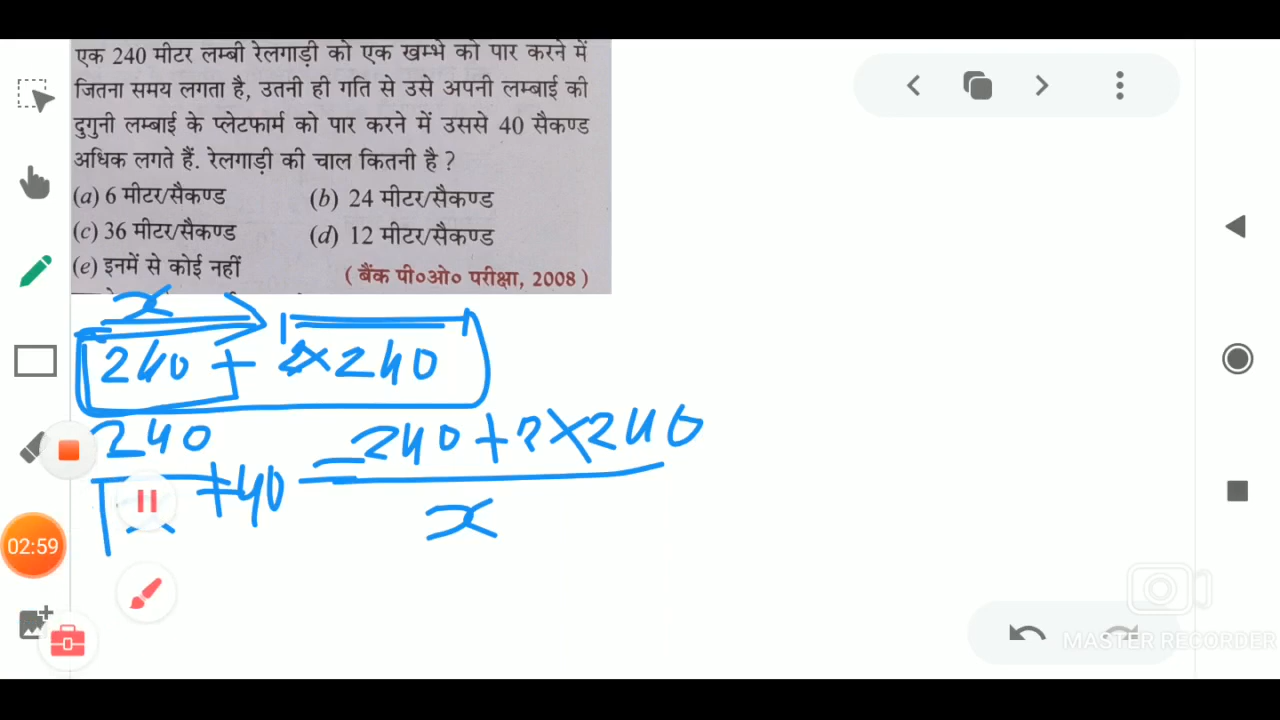 एक 240 मीटर लम्बी रेलगाड़ी को एक खम्भे को पार करने में
जितना समय लगता है, उतनी ही गति से उसे अपनी लम्बाई की
दुगुनी लम्बाई के प्लेटफार्म को पार करने में उससे 40 सैकण्ड
अधिक लगते हैं. रेलगाड़ी की चाल कितनी है ?
(a) 6 मीटर/सैकण्ड (b) 24 मीटर/सैकण्ड
(c) 36 मीटर/सैकण्ड (d) 12 मीटर/सैकण्ड
(e) इनमें से कोई नहीं
( बैंक पी०ओ० परीक्षा, 2008 )
x
240 + 2×240
240 + 40 = 240 + 2×240
x
02:59
MASTER RECORDER